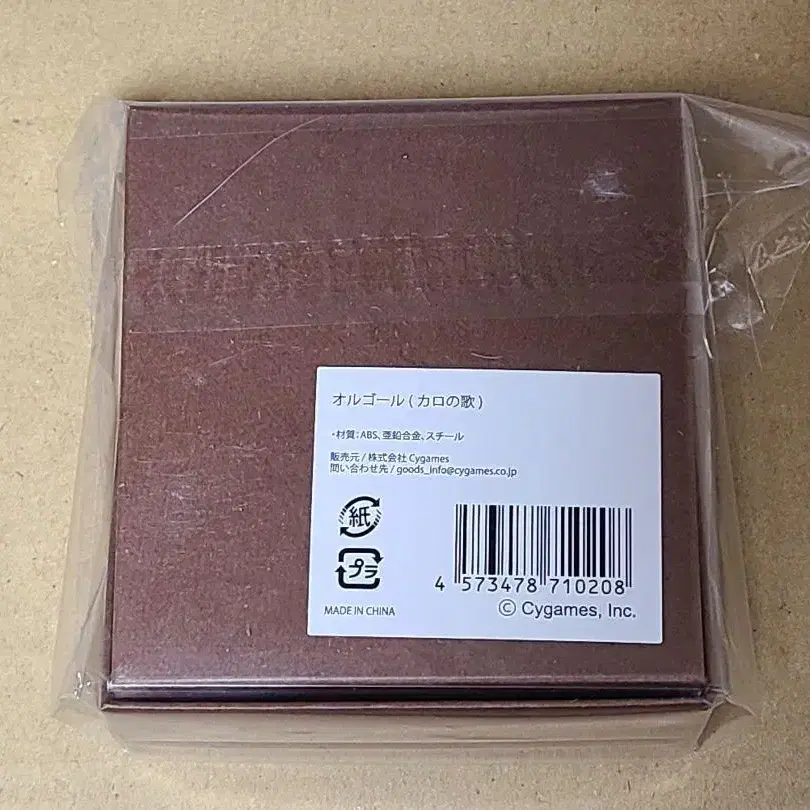 オルゴール ( カロの歌 )
・材質：ABS、亜鉛合金、スチール
販売元 / 株式会社 Cygames
問い合わせ先 / goods_info@cygames.co.jp
紙
プラ
MADE IN CHINA
4 573478 710208
© Cygames, Inc.